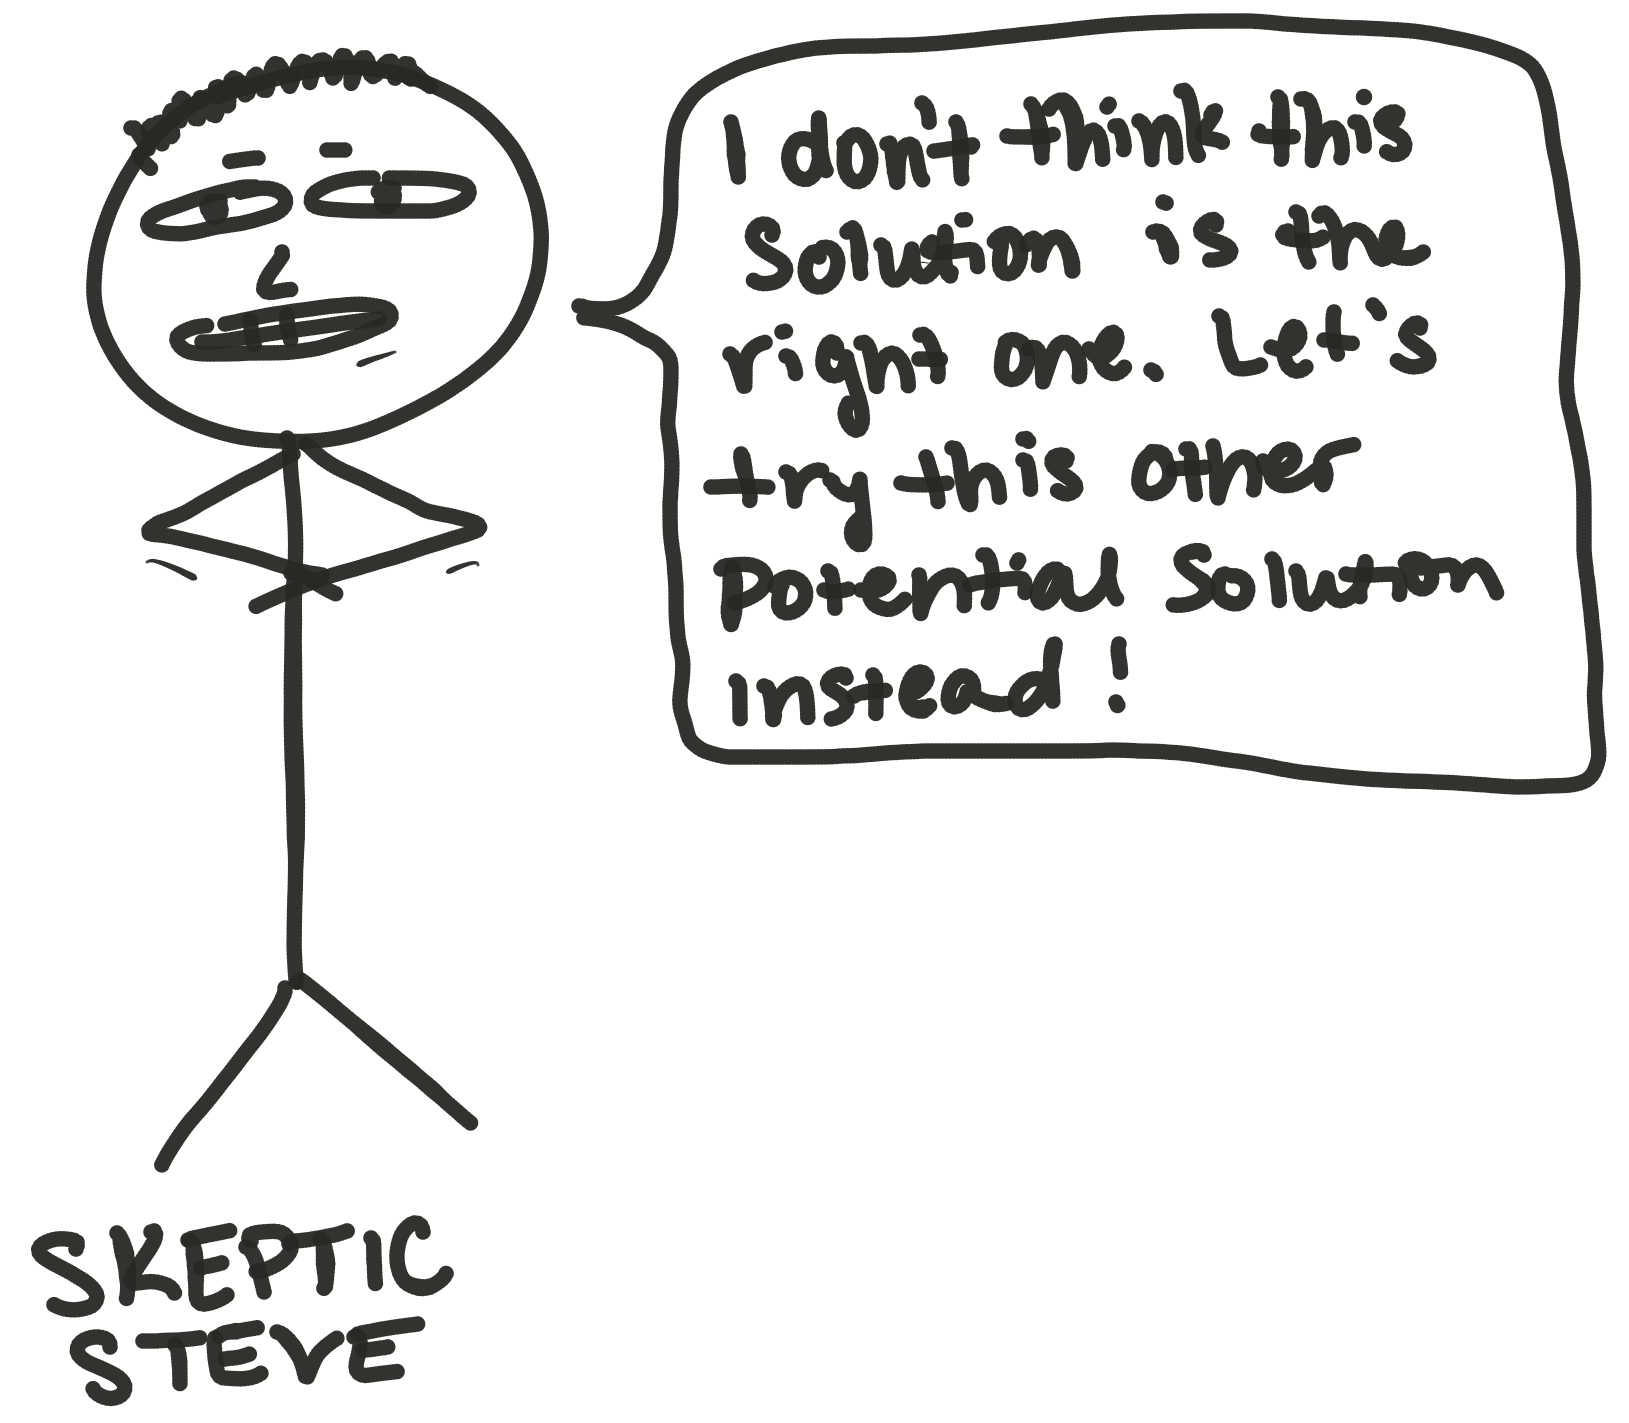 I don't think this
Solution is the
right one. Let's
try this other
Potential Solution
instead!
SKEPTIC
STEVE